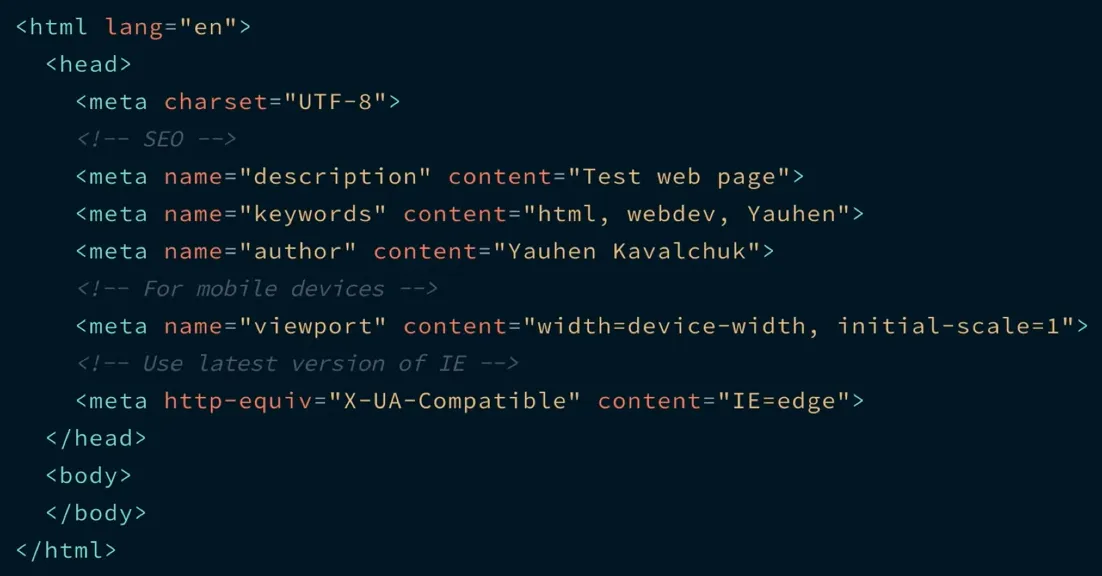 <html lang="en">
<head>
<meta charset="UTF-8">
<!-- SEO -->
<meta name="description" content="Test web page">
<meta name="keywords" content="html, webdev, Yauhen">
<meta name="author" content="Yauhen Kavalchuk">
<!-- For mobile devices -->
<meta name="viewport" content="width=device-width, initial-scale=1">
<!-- Use latest version of IE -->
<meta http-equiv="X-UA-Compatible" content="IE=edge">
</head>
<body>
</body>
</html>